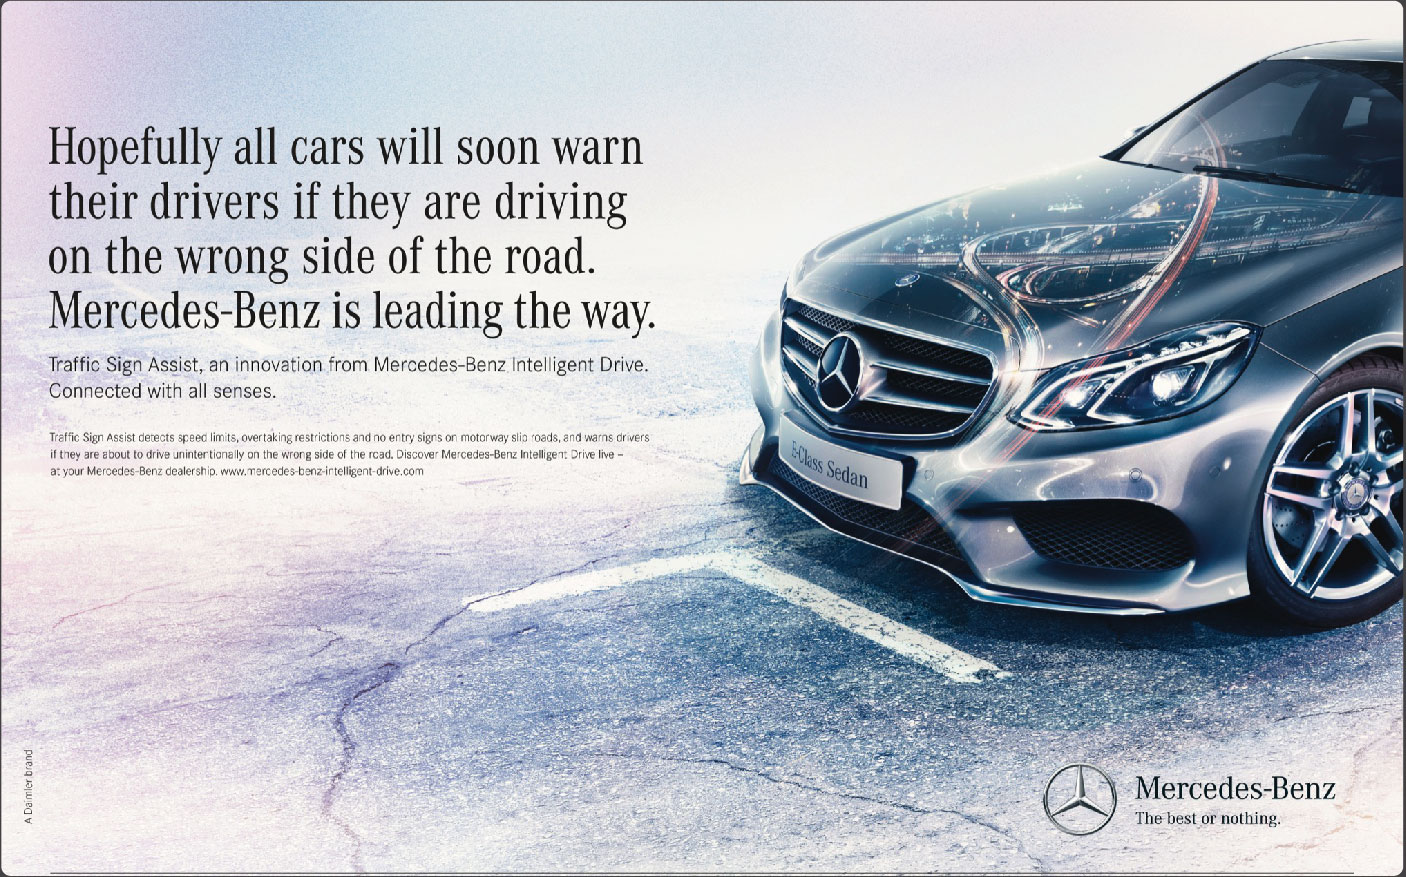 Hopefully all cars will soon warn
their drivers if they are driving
on the wrong side of the road.
Mercedes-Benz is leading the way.
Traffic Sign Assist, an innovation from Mercedes-Benz Intelligent Drive.
Connected with all senses.
Traffic Sign Assist detects speed limits, overtaking restrictions and no entry signs on motorway slip roads, and warns drivers
if they are about to drive unintentionally on the wrong side of the road. Discover Mercedes-Benz Intelligent Drive live –
at your Mercedes-Benz dealership. www.mercedes-benz-intelligent-drive.com
E-Class Sedan
A Daimler brand
Mercedes-Benz
The best or nothing.